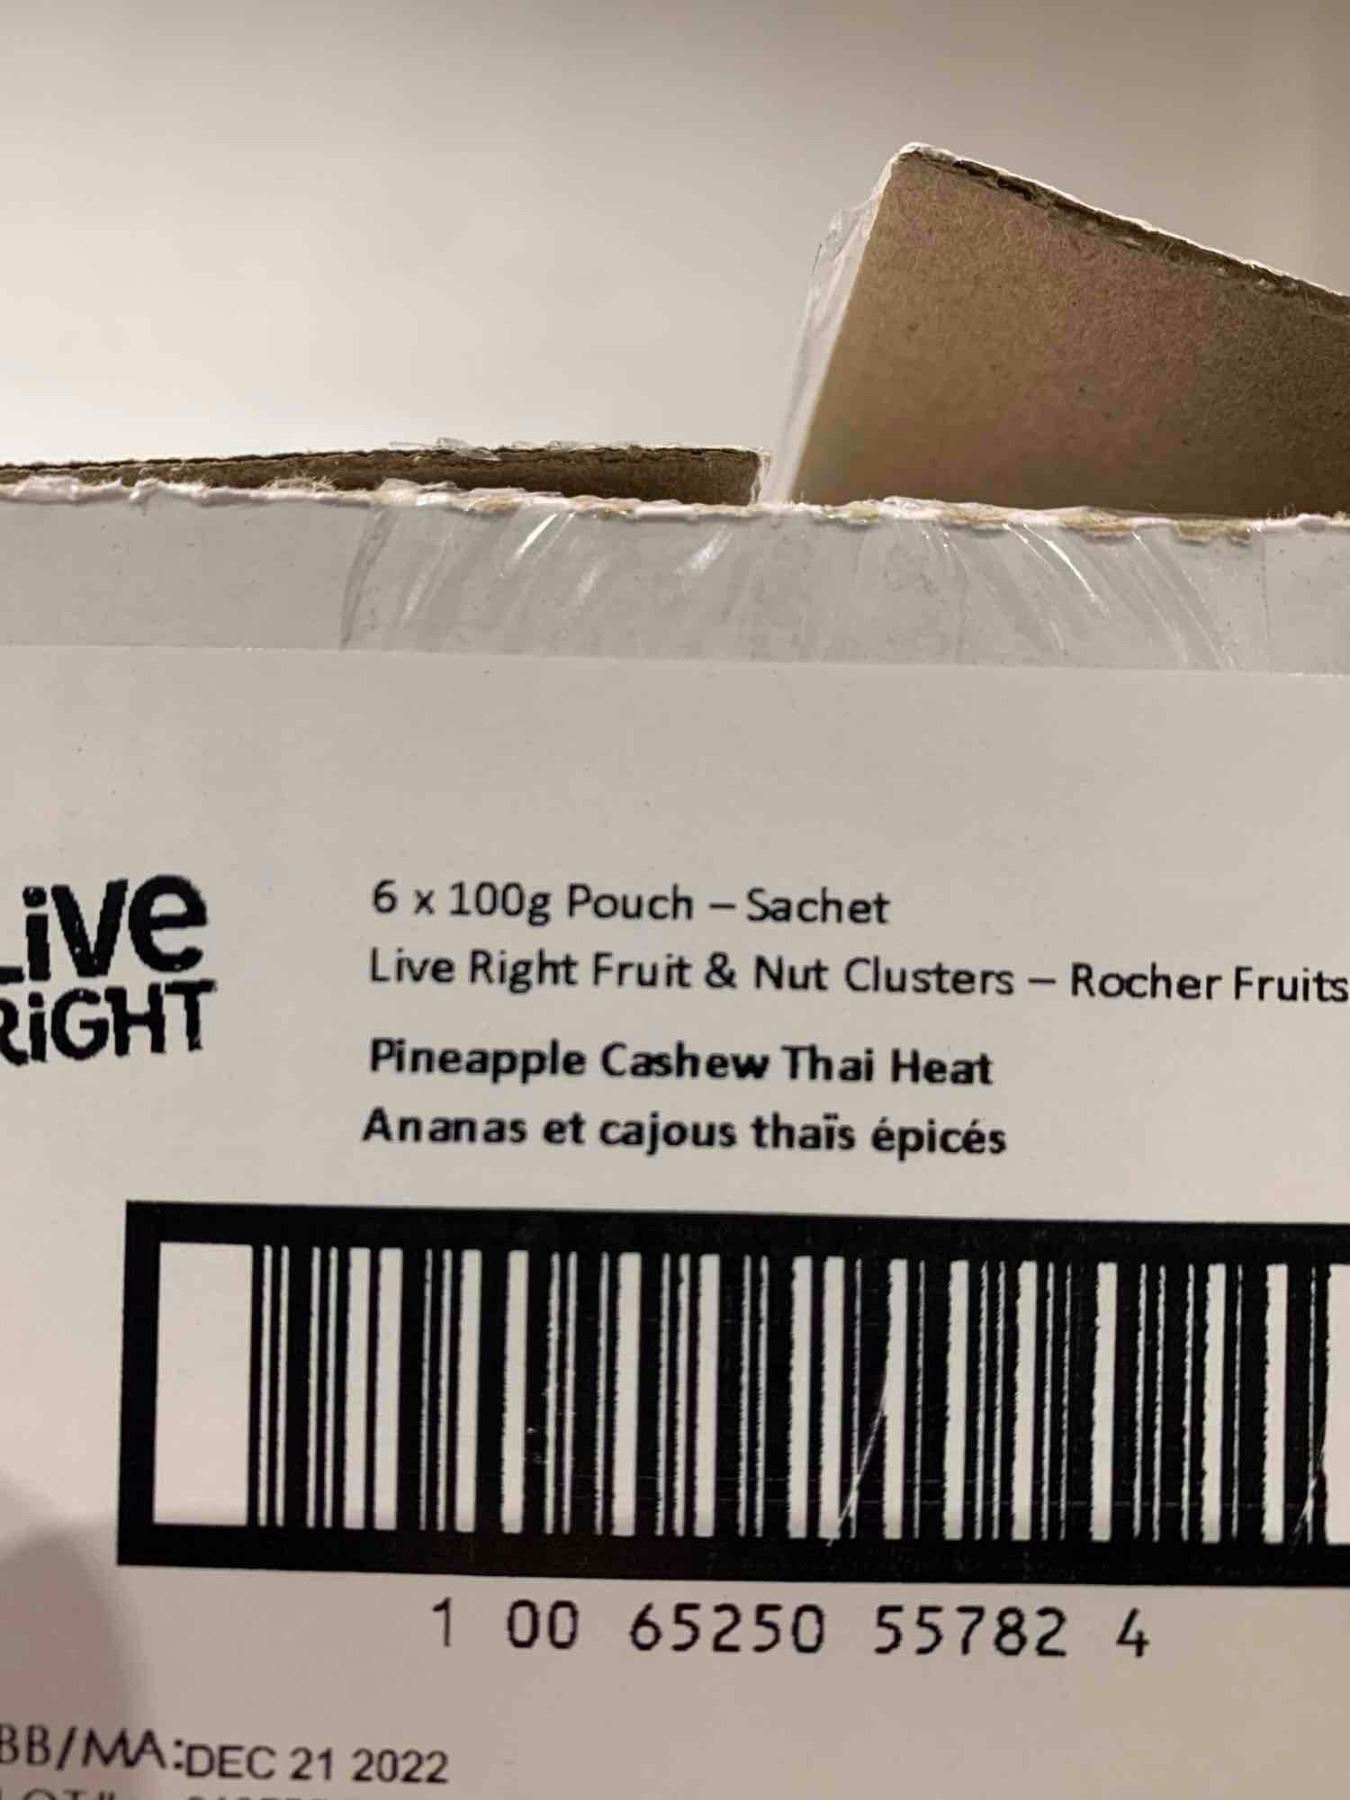 Live
RiGHT
6 x 100g Pouch – Sachet
Live Right Fruit & Nut Clusters – Rocher Fruits
Pineapple Cashew Thai Heat
Ananas et cajous thaïs épicés
1 00 65250 55782 4
BB/MA:DEC 21 2022